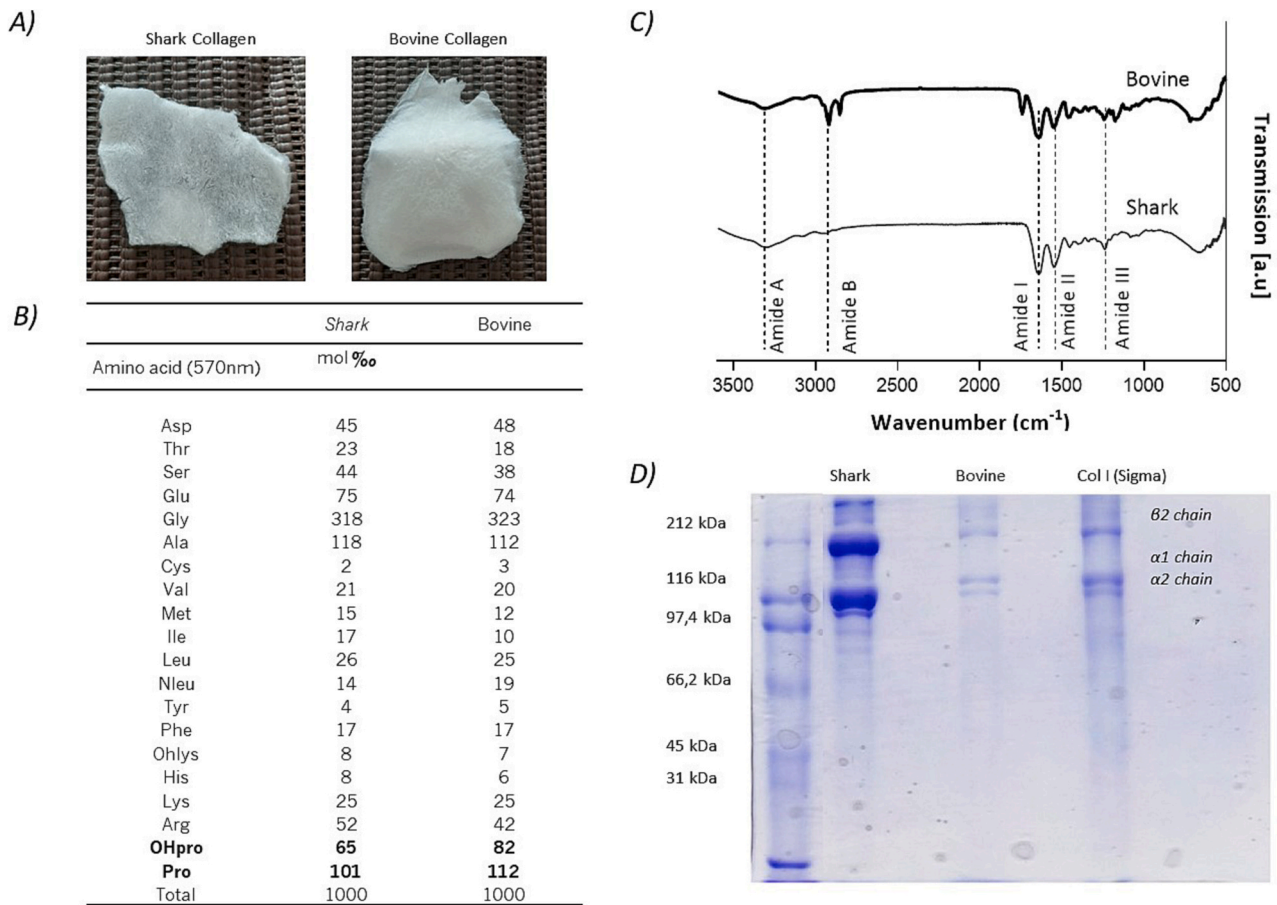 A)
Shark Collagen
Bovine Collagen
B)
Shark Bovine
Amino acid (570nm) mol ‰
Asp 45 48
Thr 23 18
Ser 44 38
Glu 75 74
Gly 318 323
Ala 118 112
Cys 2 3
Val 21 20
Met 15 12
Ile 17 10
Leu 26 25
Nleu 14 19
Tyr 4 5
Phe 17 17
Ohlys 8 7
His 8 6
Lys 25 25
Arg 52 42
OHpro 65 82
Pro 101 112
Total 1000 1000
C)
Bovine
Shark
Amide A
Amide B
Amide I
Amide II
Amide III
Transmission [a.u]
3500 3000 2500 2000 1500 1000 500
Wavenumber (cm⁻¹)
D)
Shark Bovine Col I (Sigma)
212 kDa
116 kDa
97,4 kDa
66,2 kDa
45 kDa
31 kDa
β2 chain
α1 chain
α2 chain